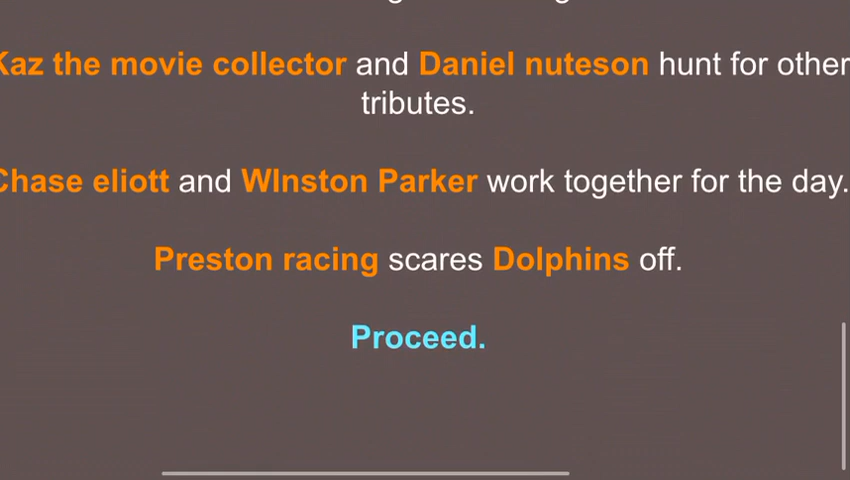 Kaz the movie collector and Daniel nuteson hunt for other
tributes.
Chase eliott and WInston Parker work together for the day.
Preston racing scares Dolphins off.
Proceed.